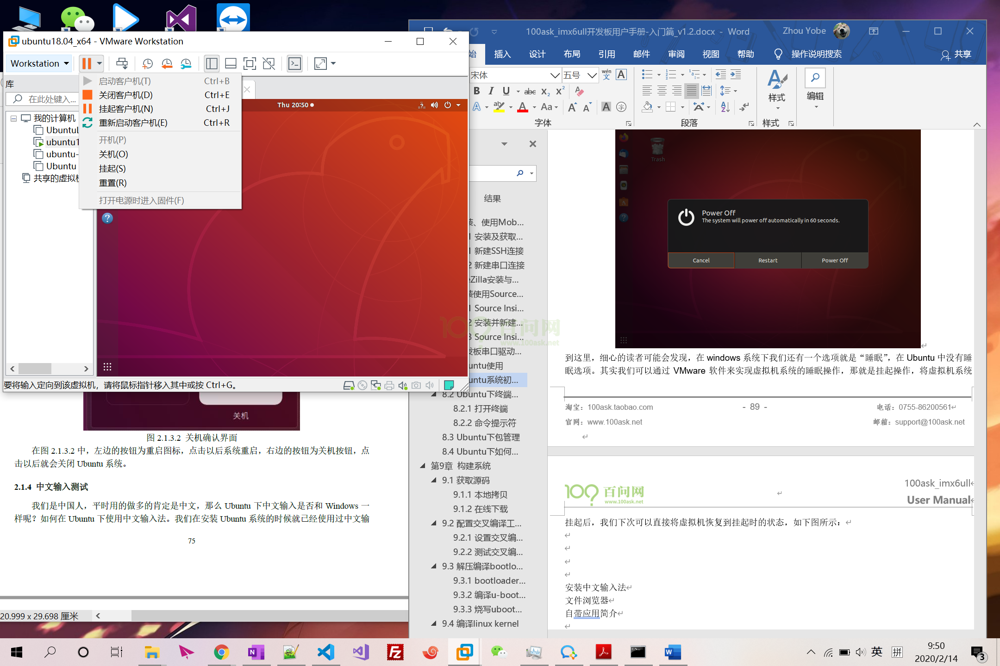 ubuntu18.04_x64 - VMware Workstation
Workstation
启动客户机(T) Ctrl+B
关闭客户机(D) Ctrl+E
挂起客户机(N) Ctrl+J
重新启动客户机(E) Ctrl+R
开机(P)
关机(O)
挂起(S)
重置(R)
打开电源时进入固件(F)
库
在此处键入...
我的计算机
Ubuntu
ubuntu1
ubuntu-
Ubuntu
共享的虚拟
Thu 20:50
要将输入定向到该虚拟机，请将鼠标指针移入其中或按 Ctrl+G。
关机
图 2.1.3.2 关机确认界面
在图 2.1.3.2 中，左边的按钮为重启图标，点击以后系统重启，右边的按钮为关机按钮，点
击以后就会关闭 Ubuntu 系统。
2.1.4 中文输入测试
我们是中国人，平时用的做多的肯定是中文，那么 Ubuntu 下中文输入是否和 Windows 一
样呢？如何在 Ubuntu 下使用中文输入法。我们在安装 Ubuntu 系统的时候就已经使用过中文输
75
20.999 x 29.698 厘米
100ask_imx6ull开发板用户手册-入门篇_v1.2.docx - Word
Zhou Yobe
始 插入 设计 布局 引用 邮件 审阅 视图 帮助 操作说明搜索 共享
宋体 五号 wén 文 A
B I U abc X₂ X² 样式 编辑
A ab A Aa A A A 字
字体 段落 样式
结果
装、使用Mob...
1 安装及获取...
1 新建SSH连接
2 新建串口连接
eZilla安装与...
装使用Source...
1 Source Insi...
2 安装并新建...
3 Source Insi...
发板串口驱动...
untu使用
untu系统初...
8.2 Ubuntu下终端...
8.2.1 打开终端
8.2.2 命令提示符
8.3 Ubuntu下包管理
8.4 Ubuntu下如何...
第9章 构建系统
9.1 获取源码
9.1.1 本地拷贝
9.1.2 在线下载
9.2 配置交叉编译工...
9.2.1 设置交叉编...
9.2.2 测试交叉编...
9.3 解压编译bootlo...
9.3.1 bootloader...
9.3.2 编译u-boot...
9.3.3 烧写uboot...
9.4 编译linux kernel
Trash
Power Off
The system will power off automatically in 60 seconds.
Cancel Restart Power Off
百问网
www.100ask.net
到这里，细心的读者可能会发现，在 windows 系统下我们还有一个选项就是“睡眠”，在 Ubuntu 中没有睡
眠选项。其实我们可以通过 VMware 软件来实现虚拟机系统的睡眠操作，那就是挂起操作，将虚拟机系统
淘宝：100ask.taobao.com - 89 - 电话：0755-86200561
官网：www.100ask.net 邮箱：support@100ask.net
百问网
www.100ask.net
100ask_imx6ull
User Manual
挂起后，我们下次可以直接将虚拟机恢复到挂起时的状态，如下图所示：
安装中文输入法
文件浏览器
自带应用简介
英 拼
9:50
2020/2/14
3